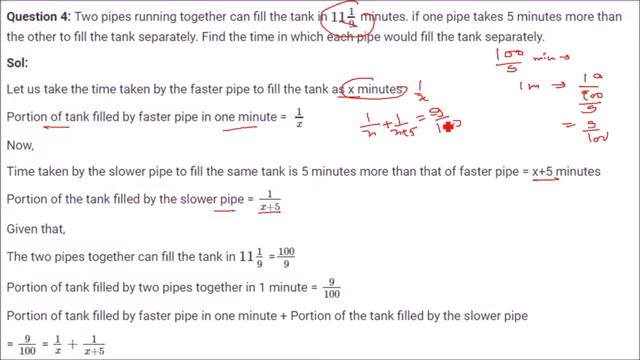 Question 4: Two pipes running together can fill the tank in 11 1/9 minutes. if one pipe takes 5 minutes more than
the other to fill the tank separately. Find the time in which each pipe would fill the tank separately.
100/9 min →
Sol:
Let us take the time taken by the faster pipe to fill the tank as x minutes
1/x
1 m →
Portion of tank filled by faster pipe in one minute = 1/x
1/x + 1/x+5 = 9/100
= 9/100
Now,
Time taken by the slower pipe to fill the same tank is 5 minutes more than that of faster pipe = x+5 minutes
Portion of the tank filled by the slower pipe = 1/x+5
Given that,
The two pipes together can fill the tank in 11 1/9 = 100/9
Portion of tank filled by two pipes together in 1 minute = 9/100
Portion of tank filled by faster pipe in one minute + Portion of the tank filled by the slower pipe
= 9/100 = 1/x + 1/x+5